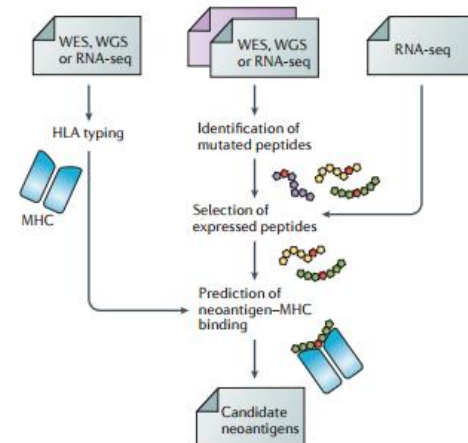 WES, WGS
or RNA-seq
WES, WGS
or RNA-seq
RNA-seq
HLA typing
Identification of
mutated peptides
MHC
Selection of
expressed peptides
Prediction of
neoantigen–MHC
binding
Candidate
neoantigens